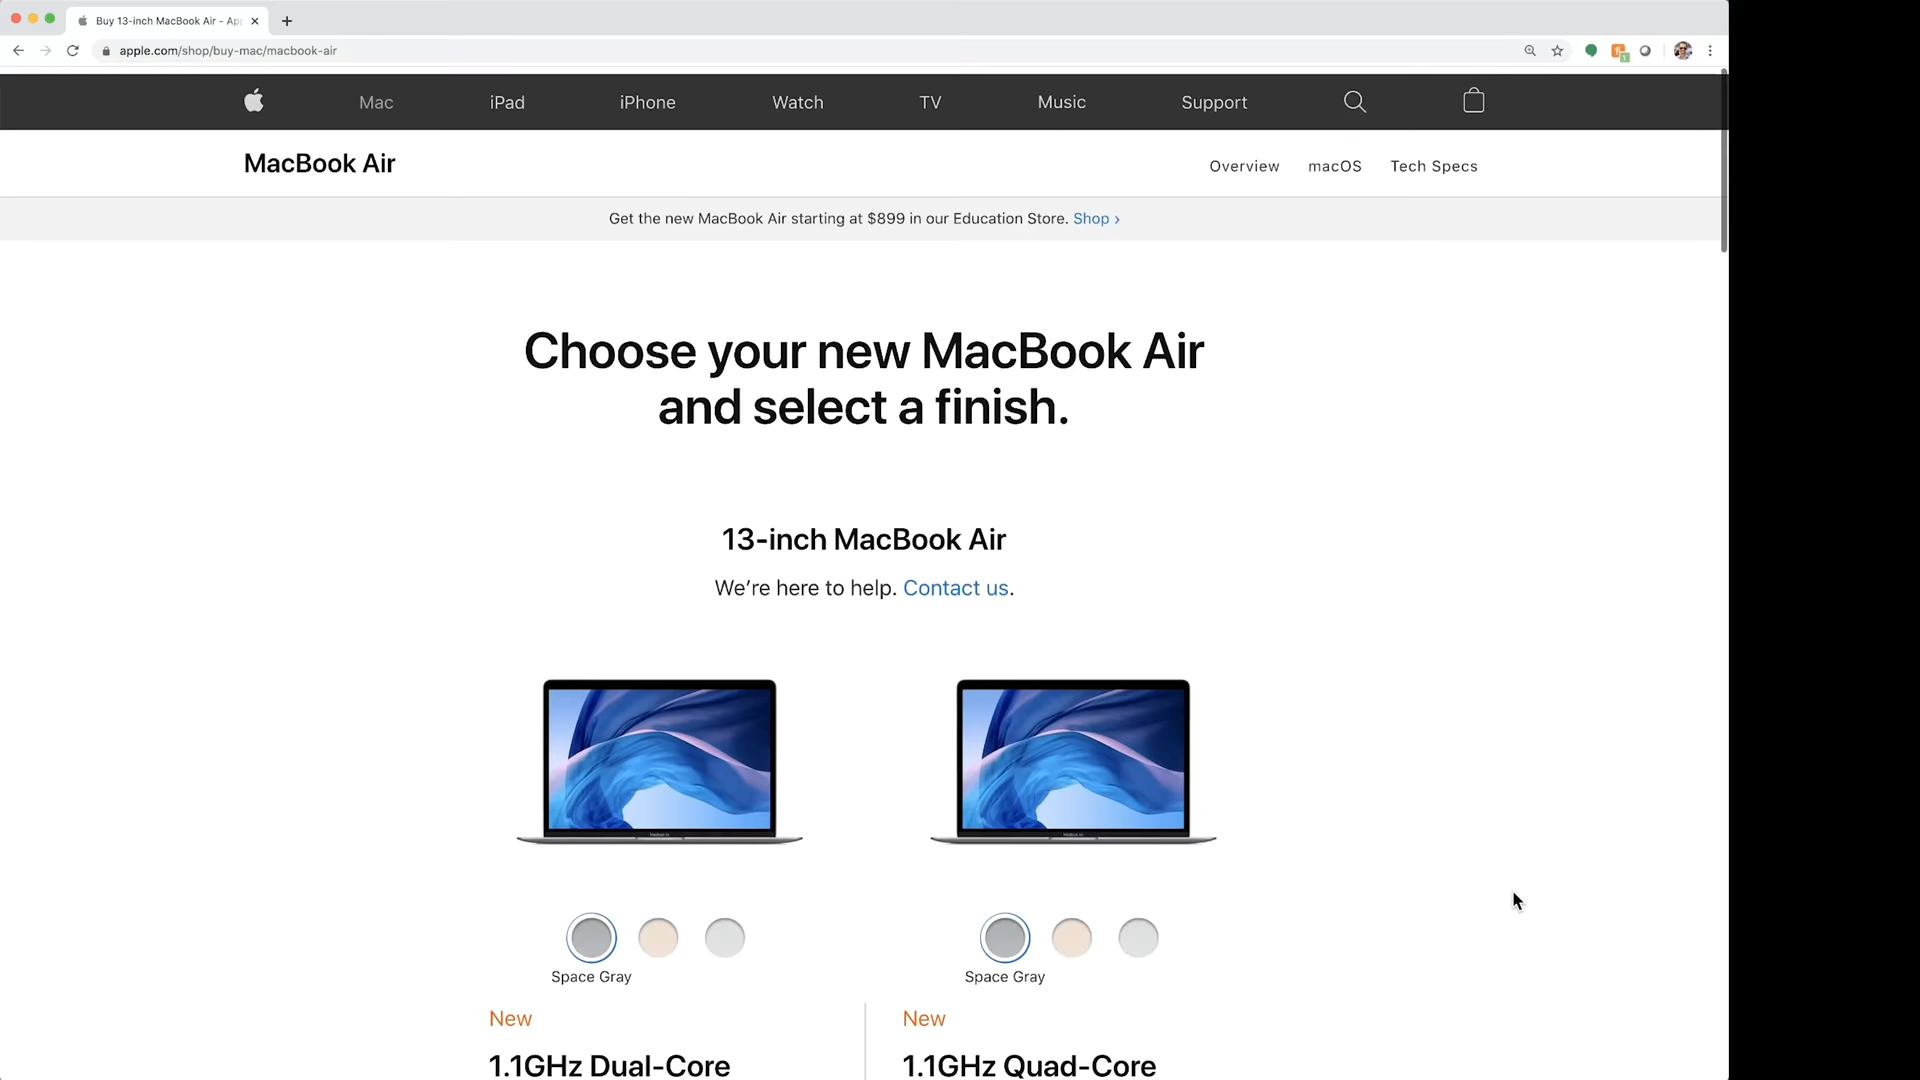 Buy 13-inch MacBook Air - Ap
apple.com/shop/buy-mac/macbook-air
Mac iPad iPhone Watch TV Music Support
MacBook Air
Overview macOS Tech Specs
Get the new MacBook Air starting at $899 in our Education Store. Shop ›
Choose your new MacBook Air
and select a finish.
13-inch MacBook Air
We’re here to help. Contact us.
Space Gray Space Gray
New New
1.1GHz Dual-Core 1.1GHz Quad-Core